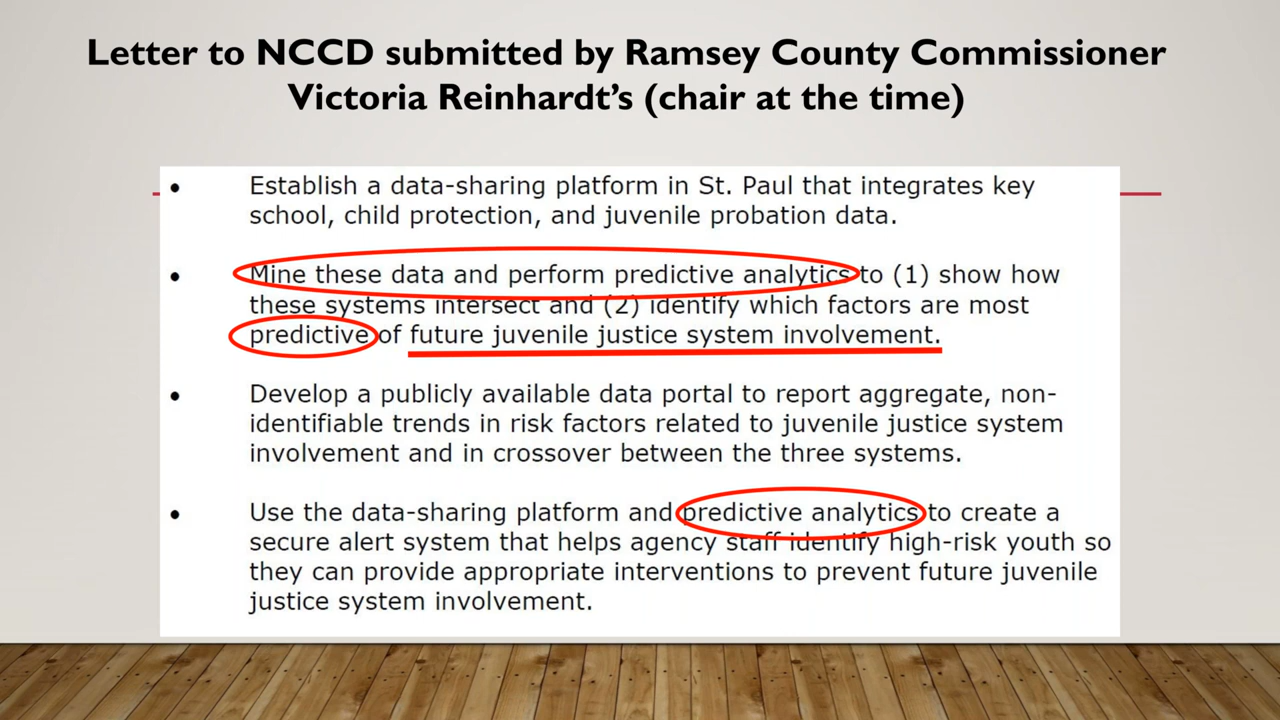 Letter to NCCD submitted by Ramsey County Commissioner
Victoria Reinhardt’s (chair at the time)
• Establish a data-sharing platform in St. Paul that integrates key
school, child protection, and juvenile probation data.
• Mine these data and perform predictive analytics to (1) show how
these systems intersect and (2) identify which factors are most
predictive of future juvenile justice system involvement.
• Develop a publicly available data portal to report aggregate, non-
identifiable trends in risk factors related to juvenile justice system
involvement and in crossover between the three systems.
• Use the data-sharing platform and predictive analytics to create a
secure alert system that helps agency staff identify high-risk youth so
they can provide appropriate interventions to prevent future juvenile
justice system involvement.